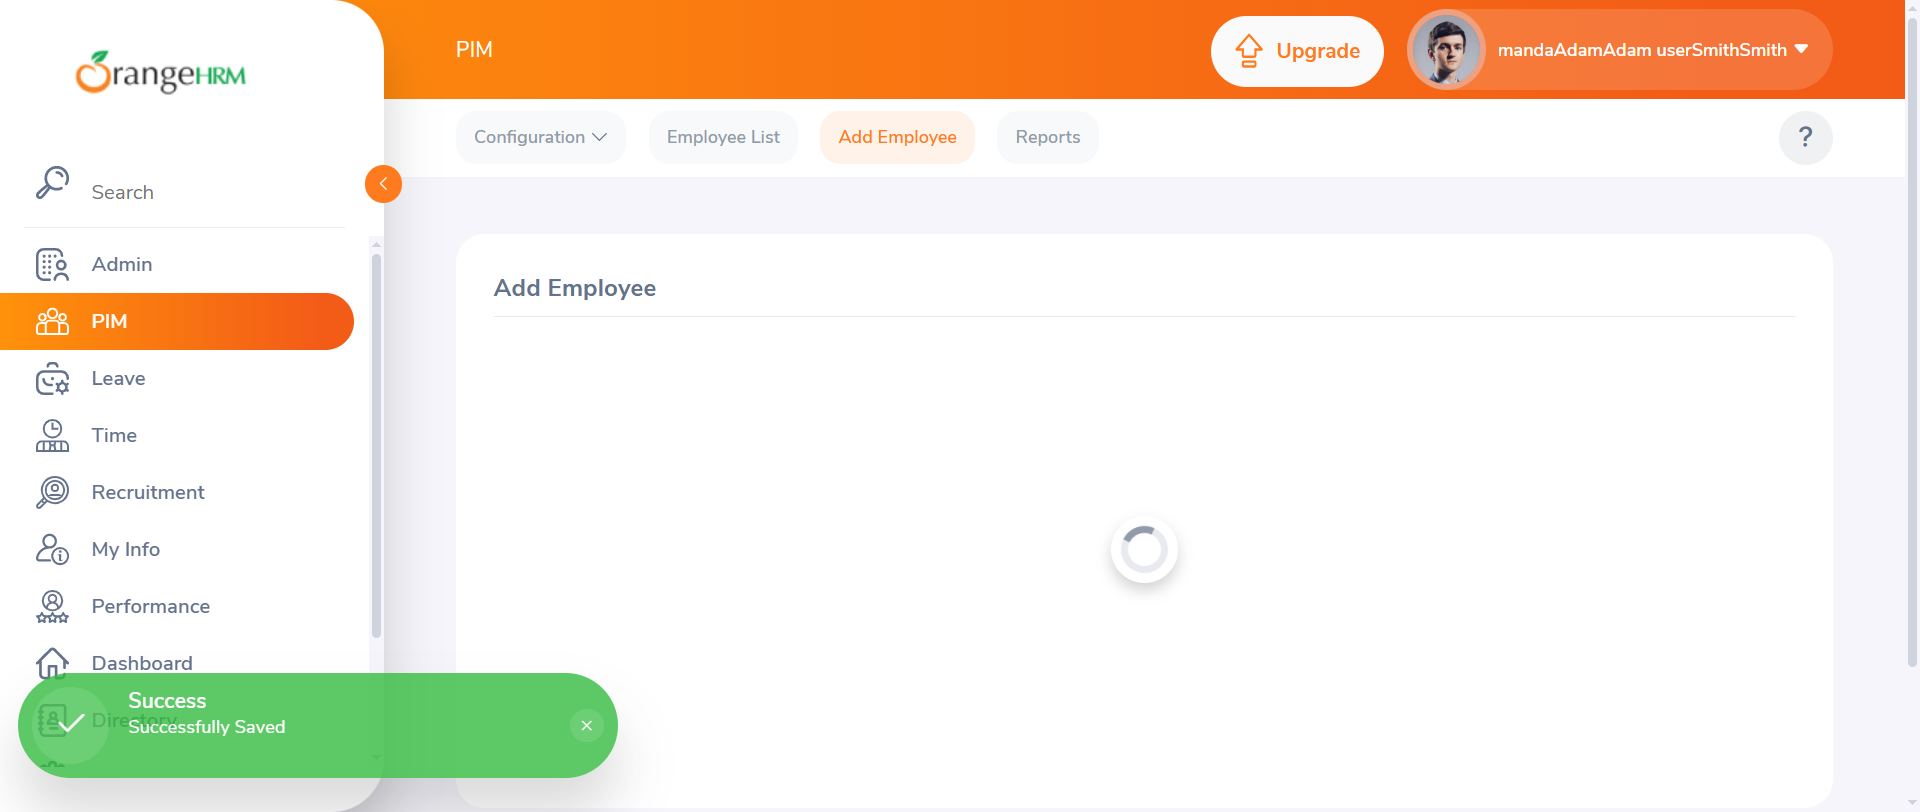 OrangeHRM
PIM
Upgrade
mandaAdamAdam userSmithSmith
Configuration
Employee List
Add Employee
Reports
?
Search
Admin
PIM
Leave
Time
Recruitment
My Info
Performance
Dashboard
Directory
Add Employee
Success
Successfully Saved